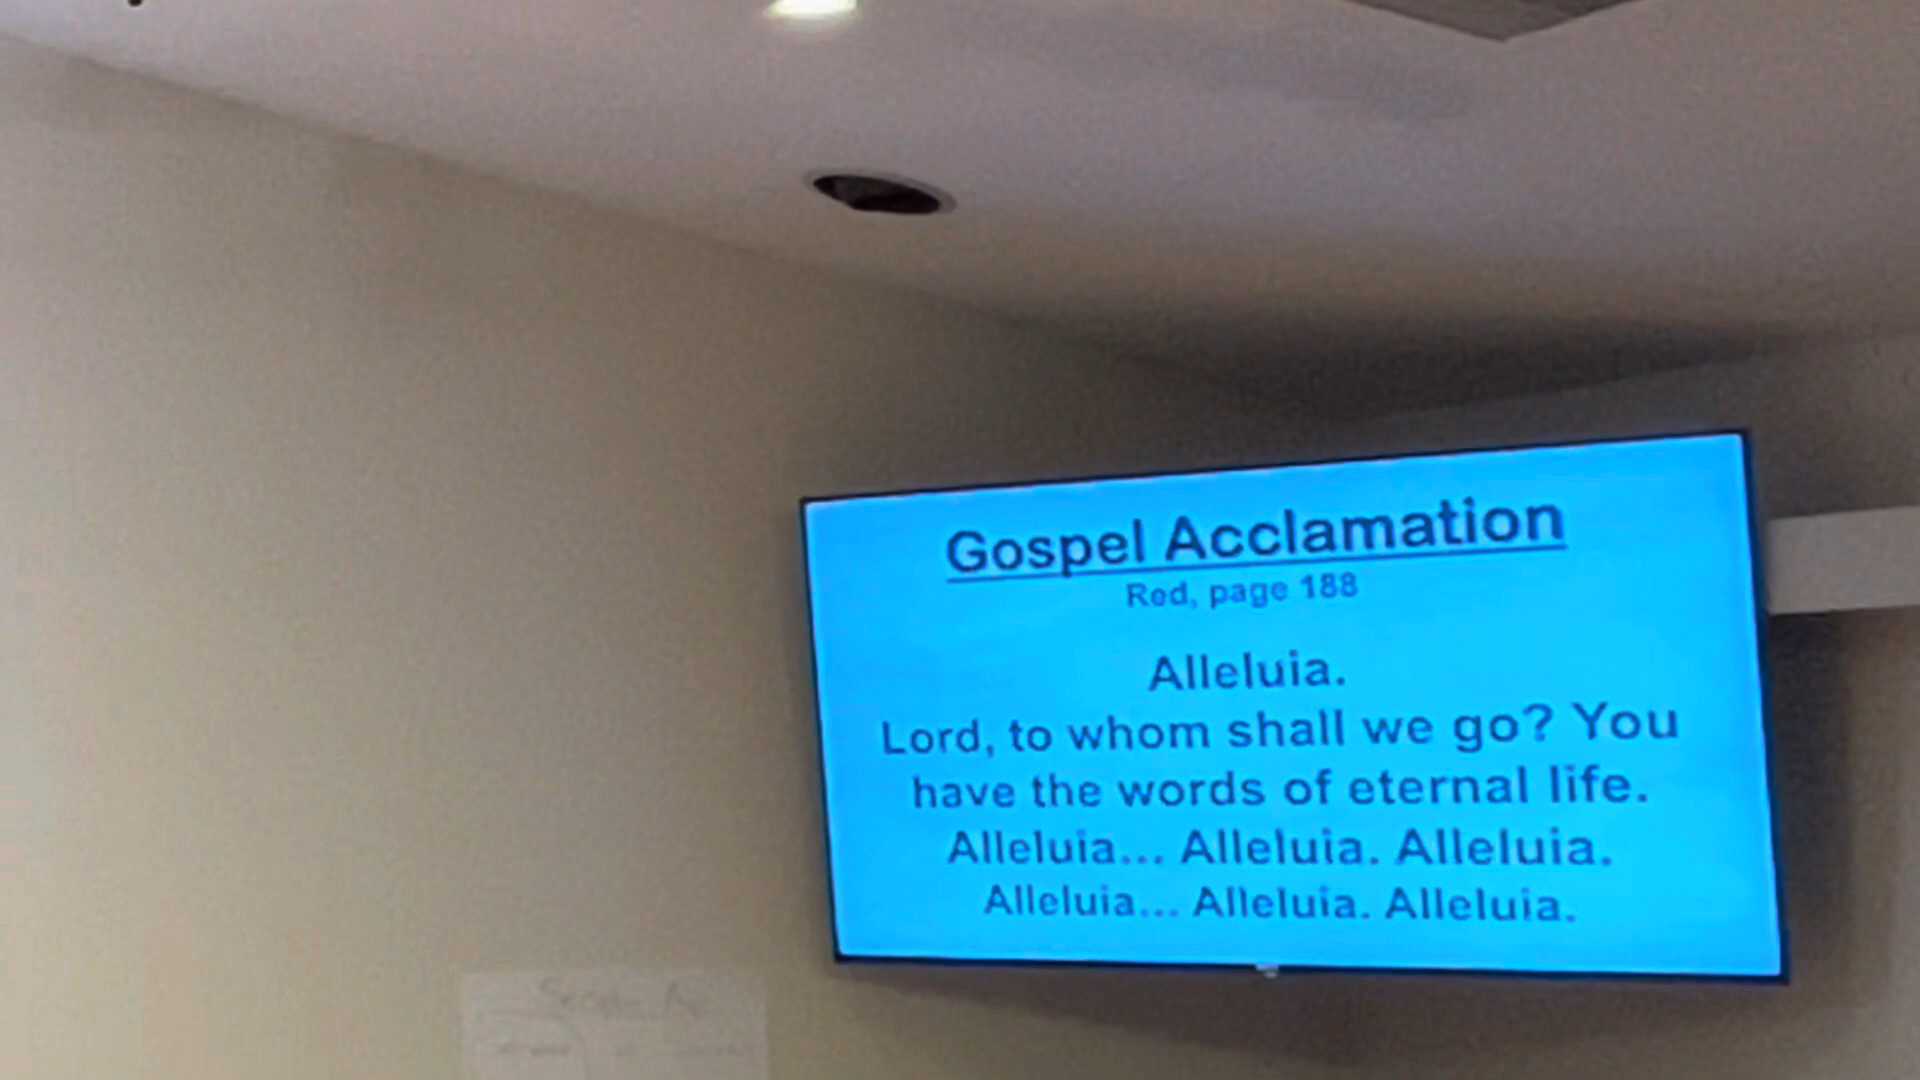 Gospel Acclamation
Red, page 188
Alleluia.
Lord, to whom shall we go? You
have the words of eternal life.
Alleluia... Alleluia. Alleluia.
Alleluia... Alleluia. Alleluia.